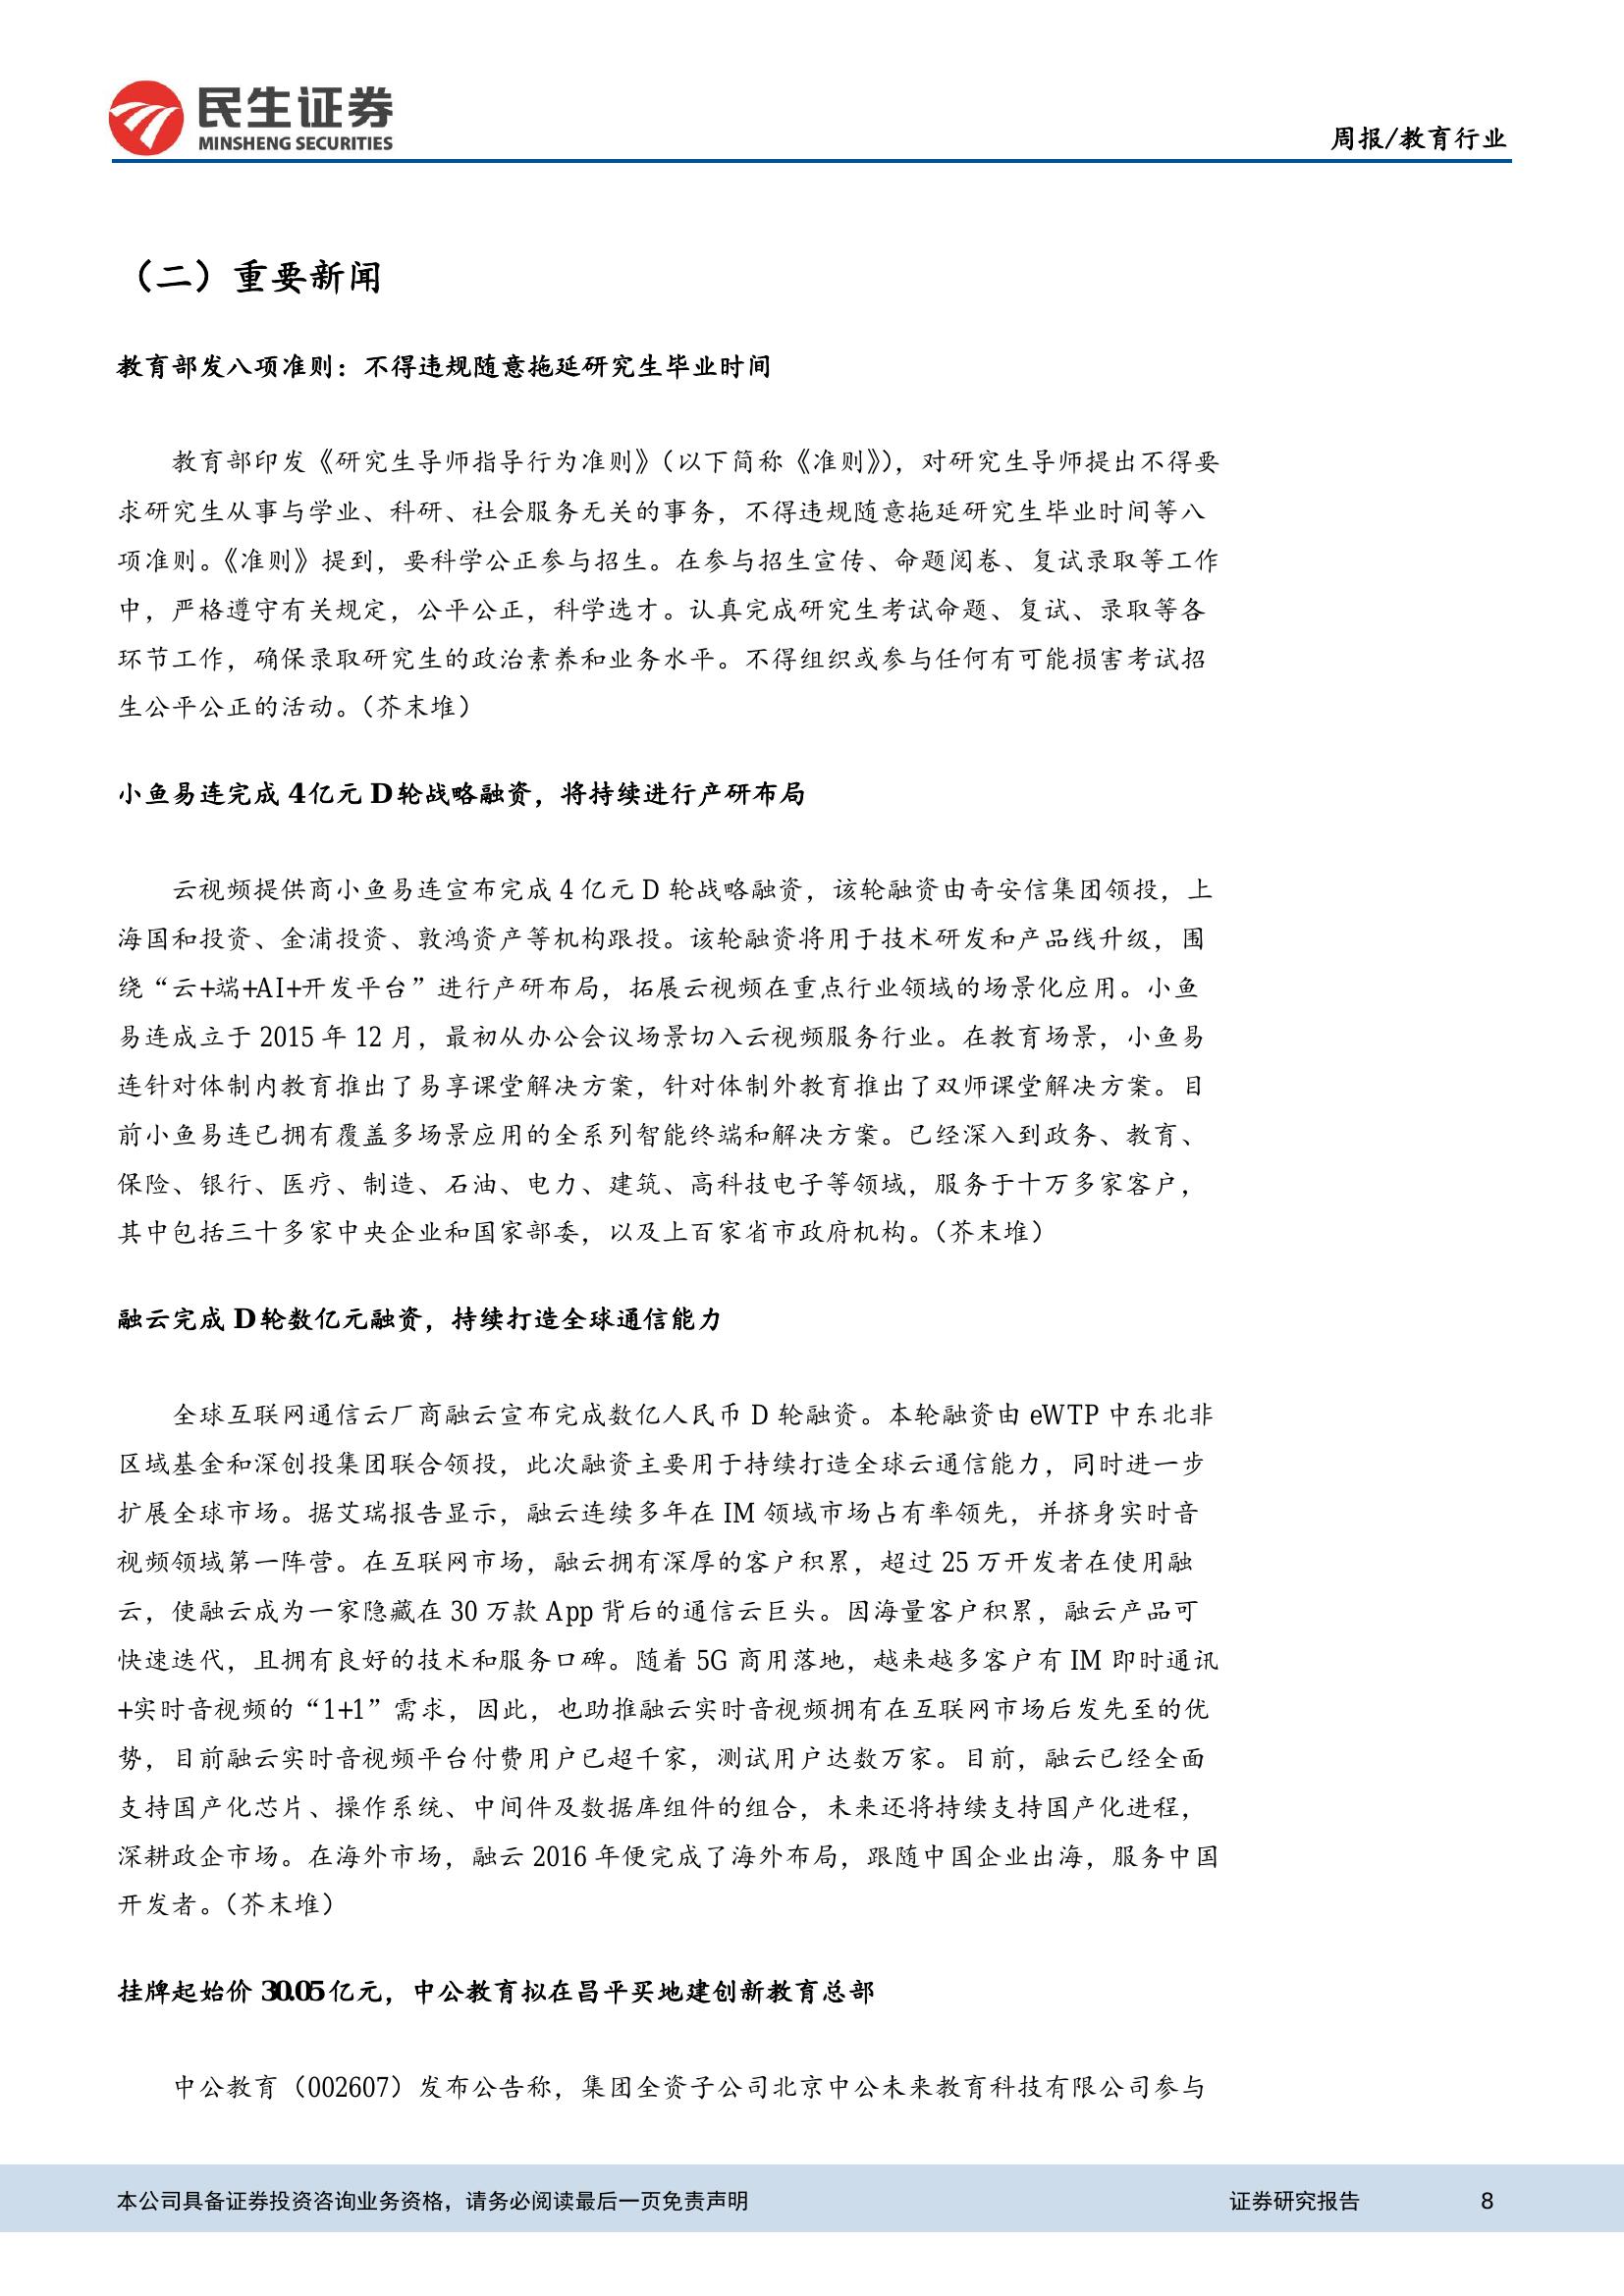 民生证券
MINSHENG SECURITIES
周报/教育行业
（二）重要新闻
教育部发八项准则：不得违规随意拖延研究生毕业时间
教育部印发《研究生导师指导行为准则》（以下简称《准则》），对研究生导师提出不得要
求研究生从事与学业、科研、社会服务无关的事务，不得违规随意拖延研究生毕业时间等八
项准则。《准则》提到，要科学公正参与招生。在参与招生宣传、命题阅卷、复试录取等工作
中，严格遵守有关规定，公平公正，科学选才。认真完成研究生考试命题、复试、录取等各
环节工作，确保录取研究生的政治素养和业务水平。不得组织或参与任何有可能损害考试招
生公平公正的活动。（芥末堆）
小鱼易连完成 4 亿元 D 轮战略融资，将持续进行产研布局
云视频提供商小鱼易连宣布完成 4 亿元 D 轮战略融资，该轮融资由奇安信集团领投，上
海国和投资、金浦投资、敦鸿资产等机构跟投。该轮融资将用于技术研发和产品线升级，围
绕“云+端+AI+开发平台”进行产研布局，拓展云视频在重点行业领域的场景化应用。小鱼
易连成立于 2015 年 12 月，最初从办公会议场景切入云视频服务行业。在教育场景，小鱼易
连针对体制内教育推出了易享课堂解决方案，针对体制外教育推出了双师课堂解决方案。目
前小鱼易连已拥有覆盖多场景应用的全系列智能终端和解决方案。已经深入到政务、教育、
保险、银行、医疗、制造、石油、电力、建筑、高科技电子等领域，服务于十万多家客户，
其中包括三十多家中央企业和国家部委，以及上百家省市政府机构。（芥末堆）
融云完成 D 轮数亿元融资，持续打造全球通信能力
全球互联网通信云厂商融云宣布完成数亿人民币 D 轮融资。本轮融资由 eWTP 中东北非
区域基金和深创投集团联合领投，此次融资主要用于持续打造全球云通信能力，同时进一步
扩展全球市场。据艾瑞报告显示，融云连续多年在 IM 领域市场占有率领先，并挤身实时音
视频领域第一阵营。在互联网市场，融云拥有深厚的客户积累，超过 25 万开发者在使用融
云，使融云成为一家隐藏在 30 万款 App 背后的通信云巨头。因海量客户积累，融云产品可
快速迭代，且拥有良好的技术和服务口碑。随着 5G 商用落地，越来越多客户有 IM 即时通讯
+实时音视频的“1+1”需求，因此，也助推融云实时音视频拥有在互联网市场后发先至的优
势，目前融云实时音视频平台付费用户已超千家，测试用户达数万家。目前，融云已经全面
支持国产化芯片、操作系统、中间件及数据库组件的组合，未来还将持续支持国产化进程，
深耕政企市场。在海外市场，融云 2016 年便完成了海外布局，跟随中国企业出海，服务中国
开发者。（芥末堆）
挂牌起始价 30.05 亿元，中公教育拟在昌平买地建创新教育总部
中公教育（002607）发布公告称，集团全资子公司北京中公未来教育科技有限公司参与
本公司具备证券投资咨询业务资格，请务必阅读最后一页免责声明 证券研究报告 8